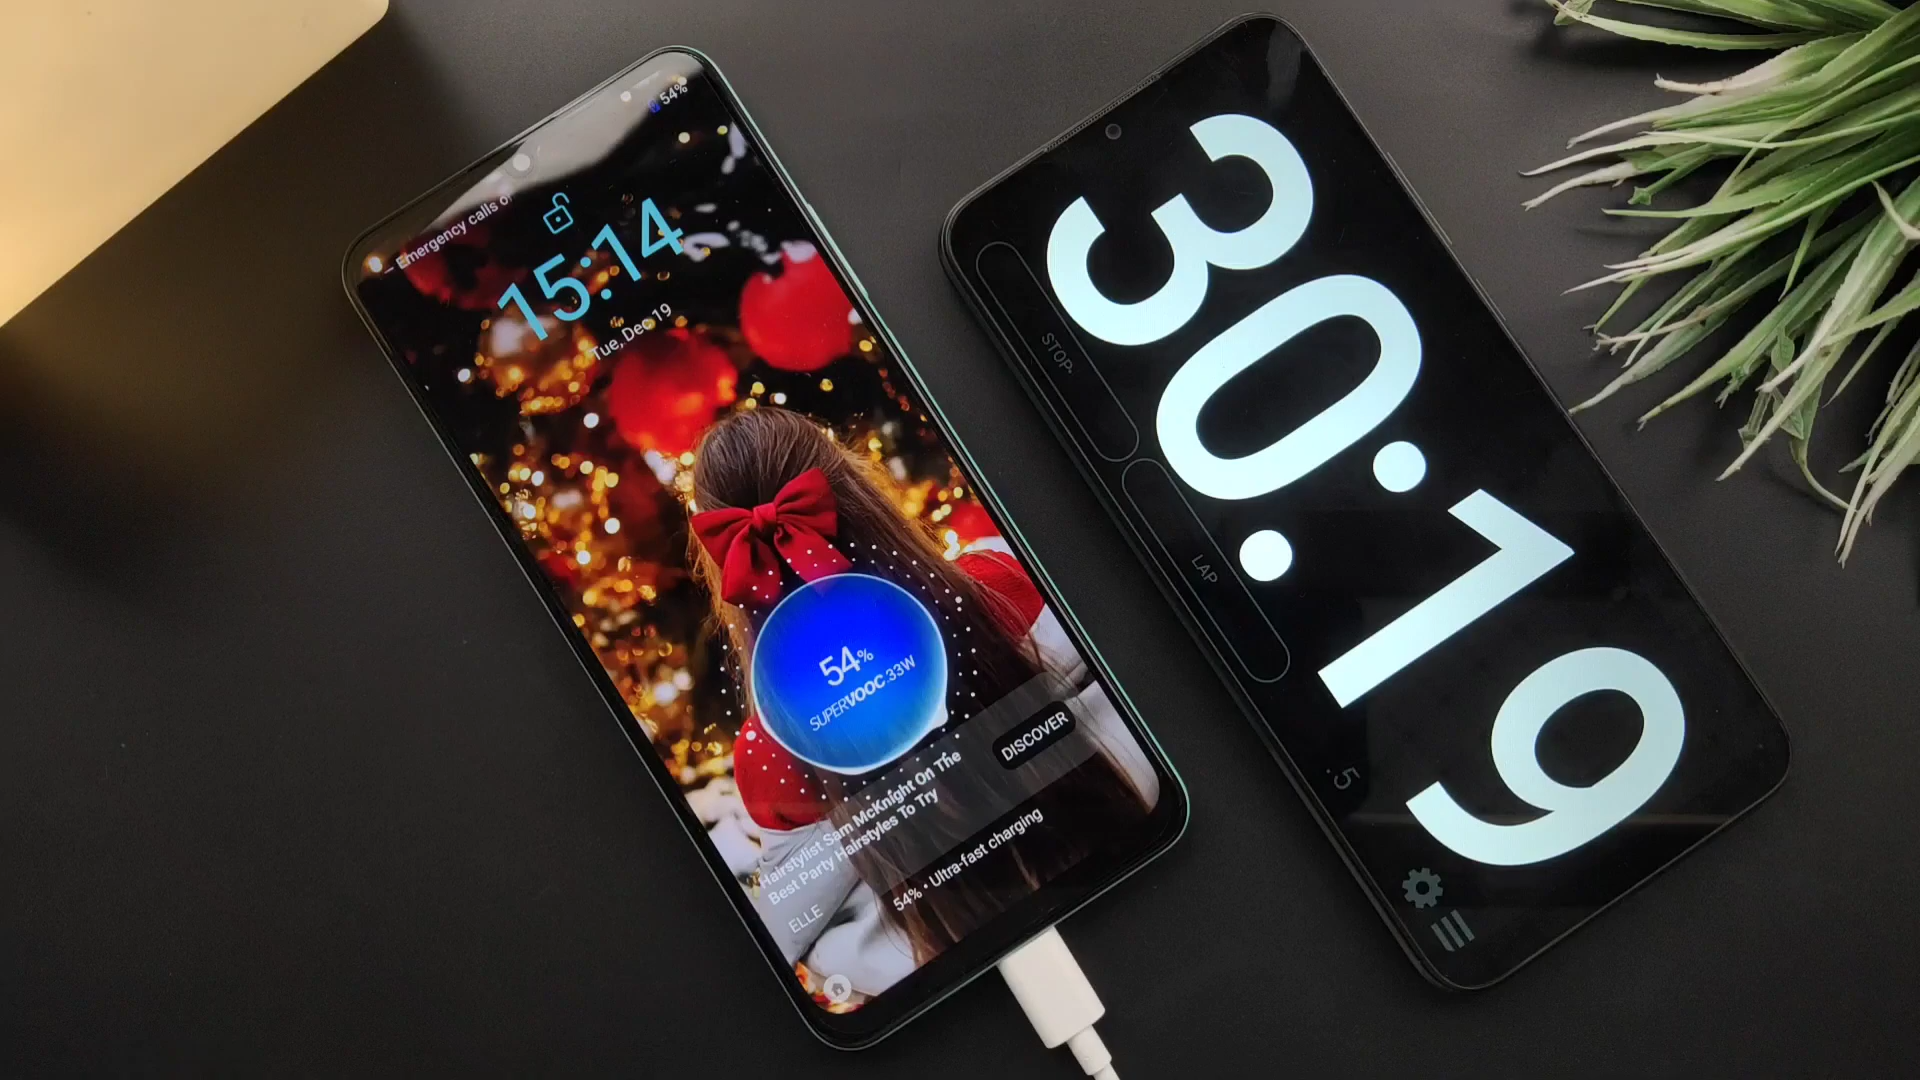 54%
Emergency calls o
15:14
Tue, Dec 19
54%
SUPERVOOC 33W
DISCOVER
Hairstylist Sam McKnight On The
Best Party Hairstyles To Try
ELLE
54% • Ultra-fast charging
30:19
.5
STOP
LAP